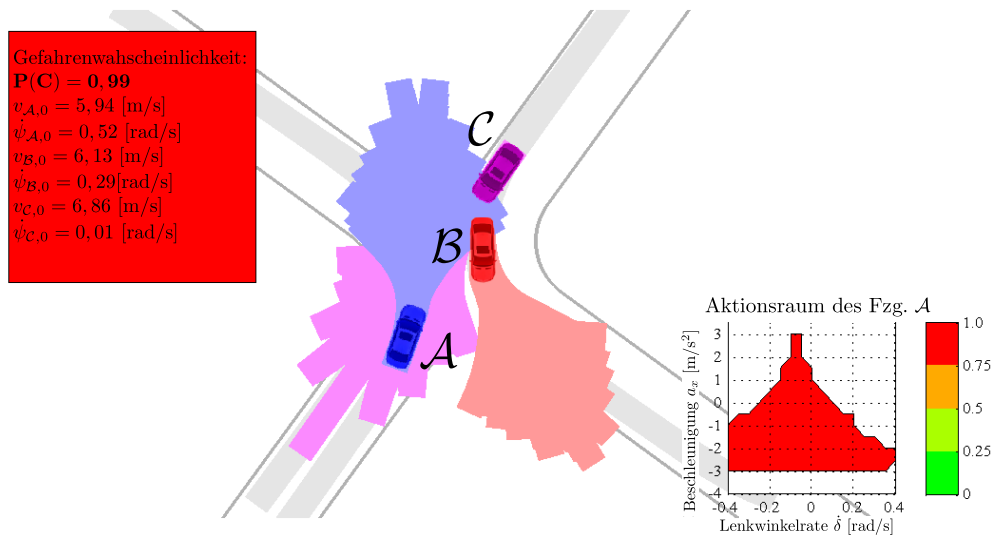 Gefahrenwahscheinlichkeit:
P(C) = 0,99
v_{A,0} = 5,94 [m/s]
ψ̇_{A,0} = 0,52 [rad/s]
v_{B,0} = 6,13 [m/s]
ψ̇_{B,0} = 0,29[rad/s]
v_{C,0} = 6,86 [m/s]
ψ̇_{C,0} = 0,01 [rad/s]
C
B
A
Aktionsraum des Fzg. A
Beschleunigung a_x [m/s²]
3
2
1
0
-1
-2
-3
-4
-0.4 -0.2 0 0.2 0.4
Lenkwinkelrate δ̇ [rad/s]
1.0
0.75
0.5
0.25
0